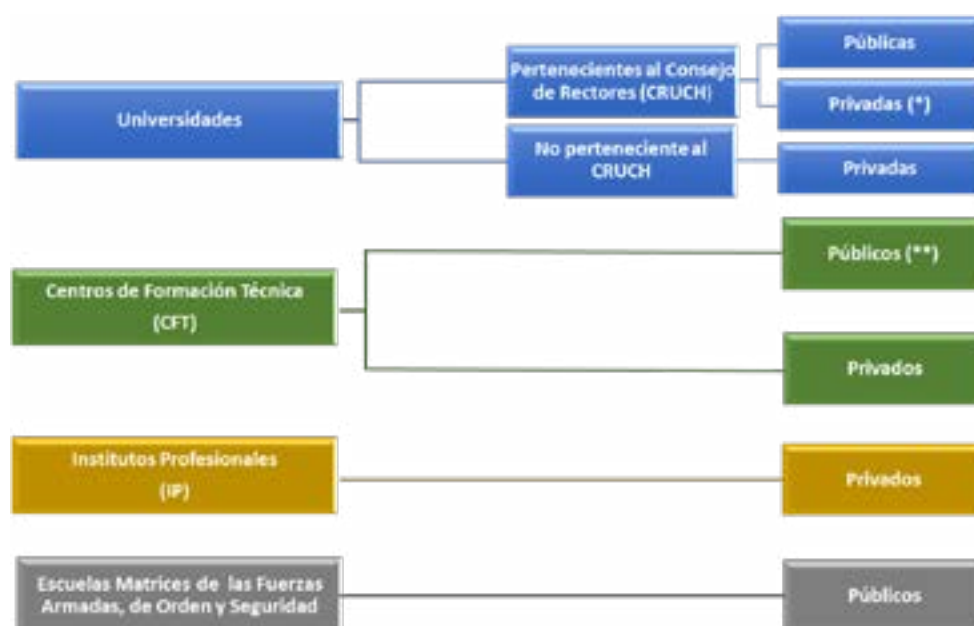 Universidades
Pertenecientes al Consejo
de Rectores (CRUCH)
Públicas
Privadas (*)
No perteneciente al
CRUCH
Privadas
Centros de Formación Técnica
(CFT)
Públicos (**)
Privados
Institutos Profesionales
(IP)
Privados
Escuelas Matrices de las Fuerzas
Armadas, de Orden y Seguridad
Públicos